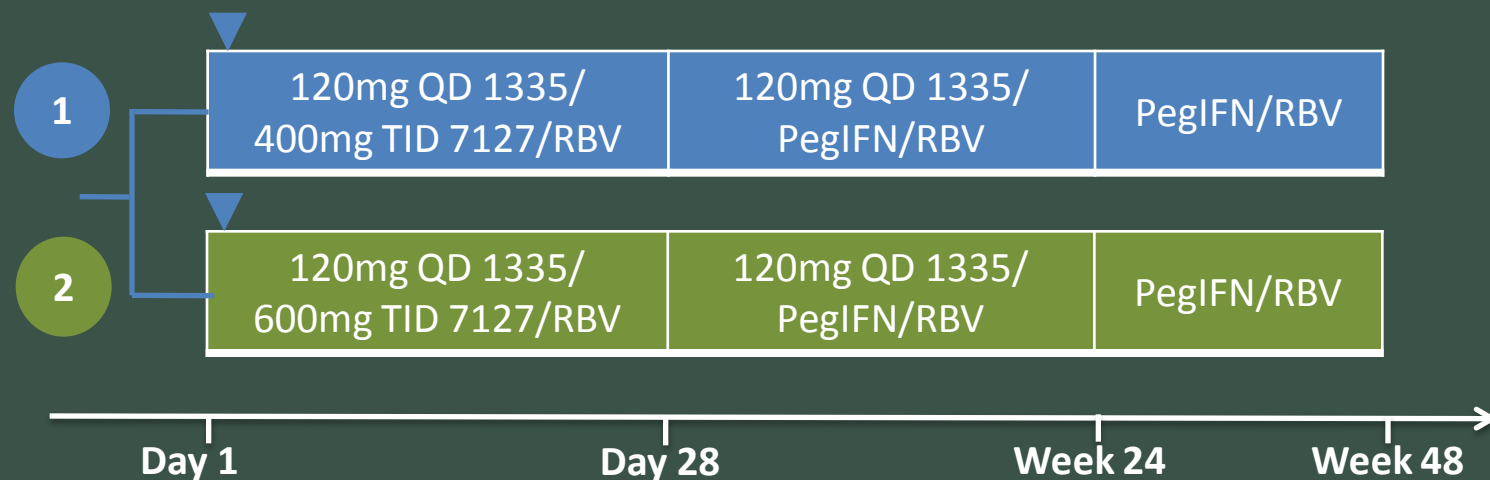 1
120mg QD 1335/
400mg TID 7127/RBV
120mg QD 1335/
PegIFN/RBV
PegIFN/RBV
2
120mg QD 1335/
600mg TID 7127/RBV
120mg QD 1335/
PegIFN/RBV
PegIFN/RBV
Day 1
Day 28
Week 24
Week 48